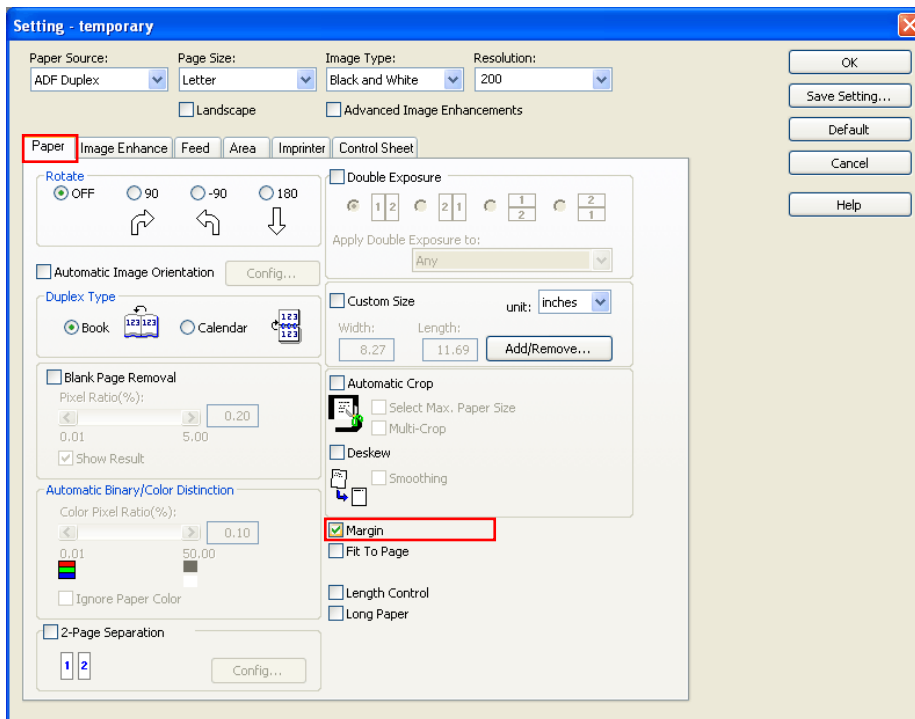 Setting - temporary
Paper Source: Page Size: Image Type: Resolution:
ADF Duplex Letter Black and White 200
Landscape Advanced Image Enhancements
OK
Save Setting...
Default
Cancel
Help
Paper Image Enhance Feed Area Imprinter Control Sheet
Rotate
OFF 90 -90 180
Automatic Image Orientation Config...
Duplex Type
Book 123 123 Calendar 123 123
Blank Page Removal
Pixel Ratio(%):
0.20
0.01 5.00
Show Result
Automatic Binary/Color Distinction
Color Pixel Ratio(%):
0.10
0.01 50.00
Ignore Paper Color
2-Page Separation
1 2 Config...
Double Exposure
1 2 2 1 1 2 2 1
Apply Double Exposure to:
Any
Custom Size unit: inches
Width: Length:
8.27 11.69 Add/Remove...
Automatic Crop
Select Max. Paper Size
Multi-Crop
Deskew
Smoothing
Margin
Fit To Page
Length Control
Long Paper